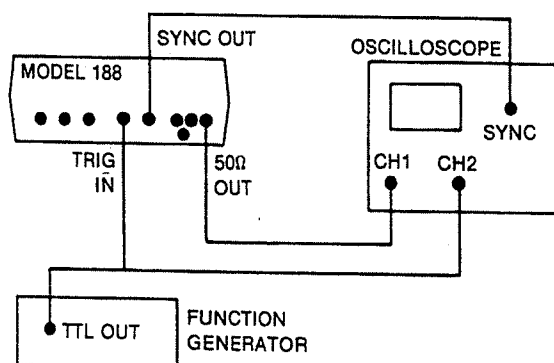 SYNC OUT
OSCILLOSCOPE
MODEL 188
SYNC
TRIG
IN
50Ω
OUT
CH1
CH2
TTL OUT
FUNCTION
GENERATOR